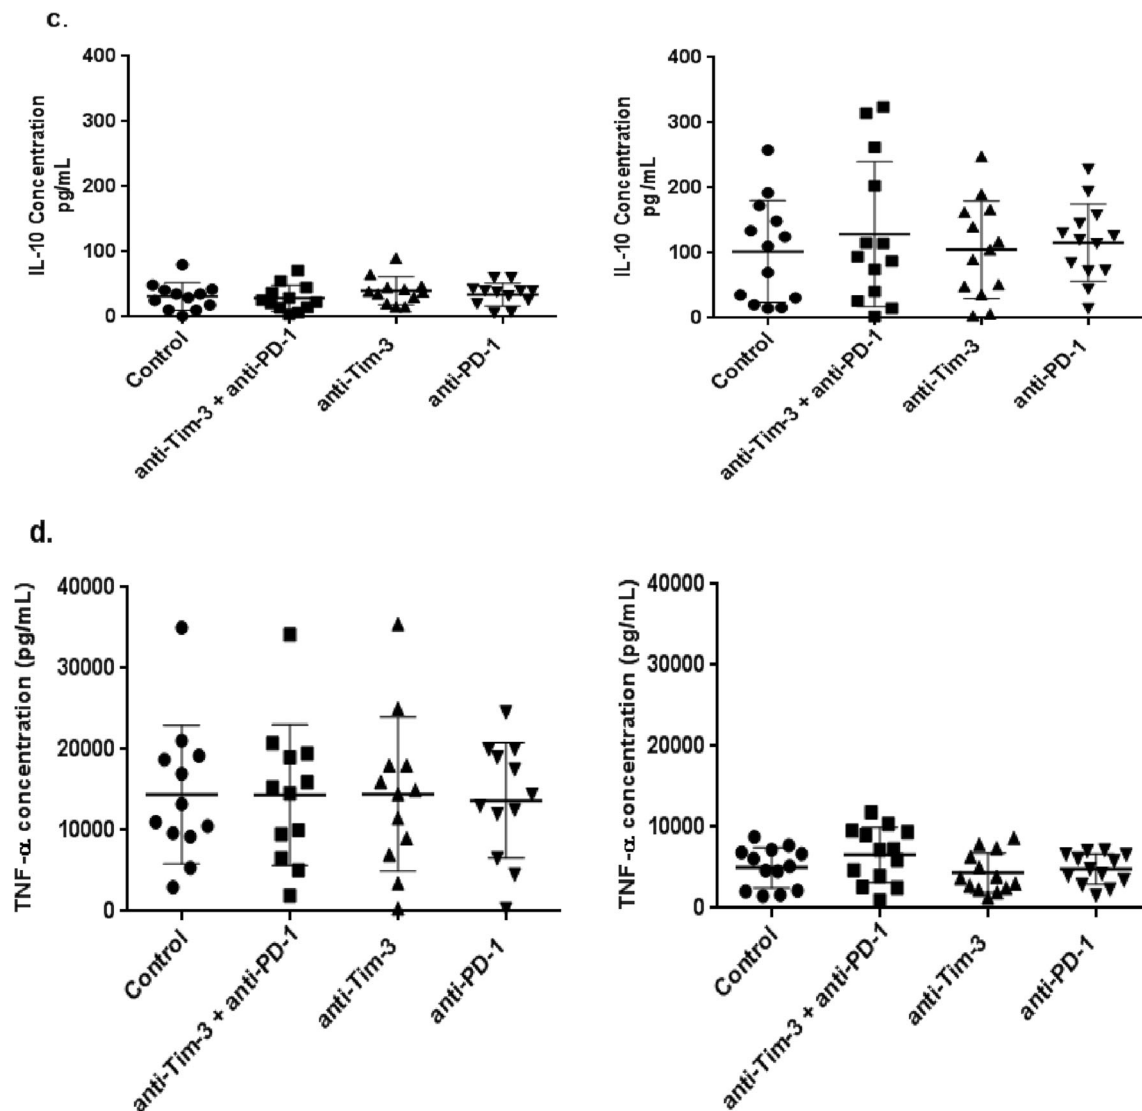 c.
IL-10 Concentration
pg/mL
400
300
200
100
0
Control
anti-Tim-3 + anti-PD-1
anti-Tim-3
anti-PD-1
IL-10 Concentration
pg/mL
400
300
200
100
0
Control
anti-Tim-3 + anti-PD-1
anti-Tim-3
anti-PD-1
d.
TNF-α concentration (pg/mL)
40000
30000
20000
10000
0
Control
anti-Tim-3 + anti-PD-1
anti-Tim-3
anti-PD-1
TNF-α concentration (pg/mL)
40000
30000
20000
10000
0
Control
anti-Tim-3 + anti-PD-1
anti-Tim-3
anti-PD-1